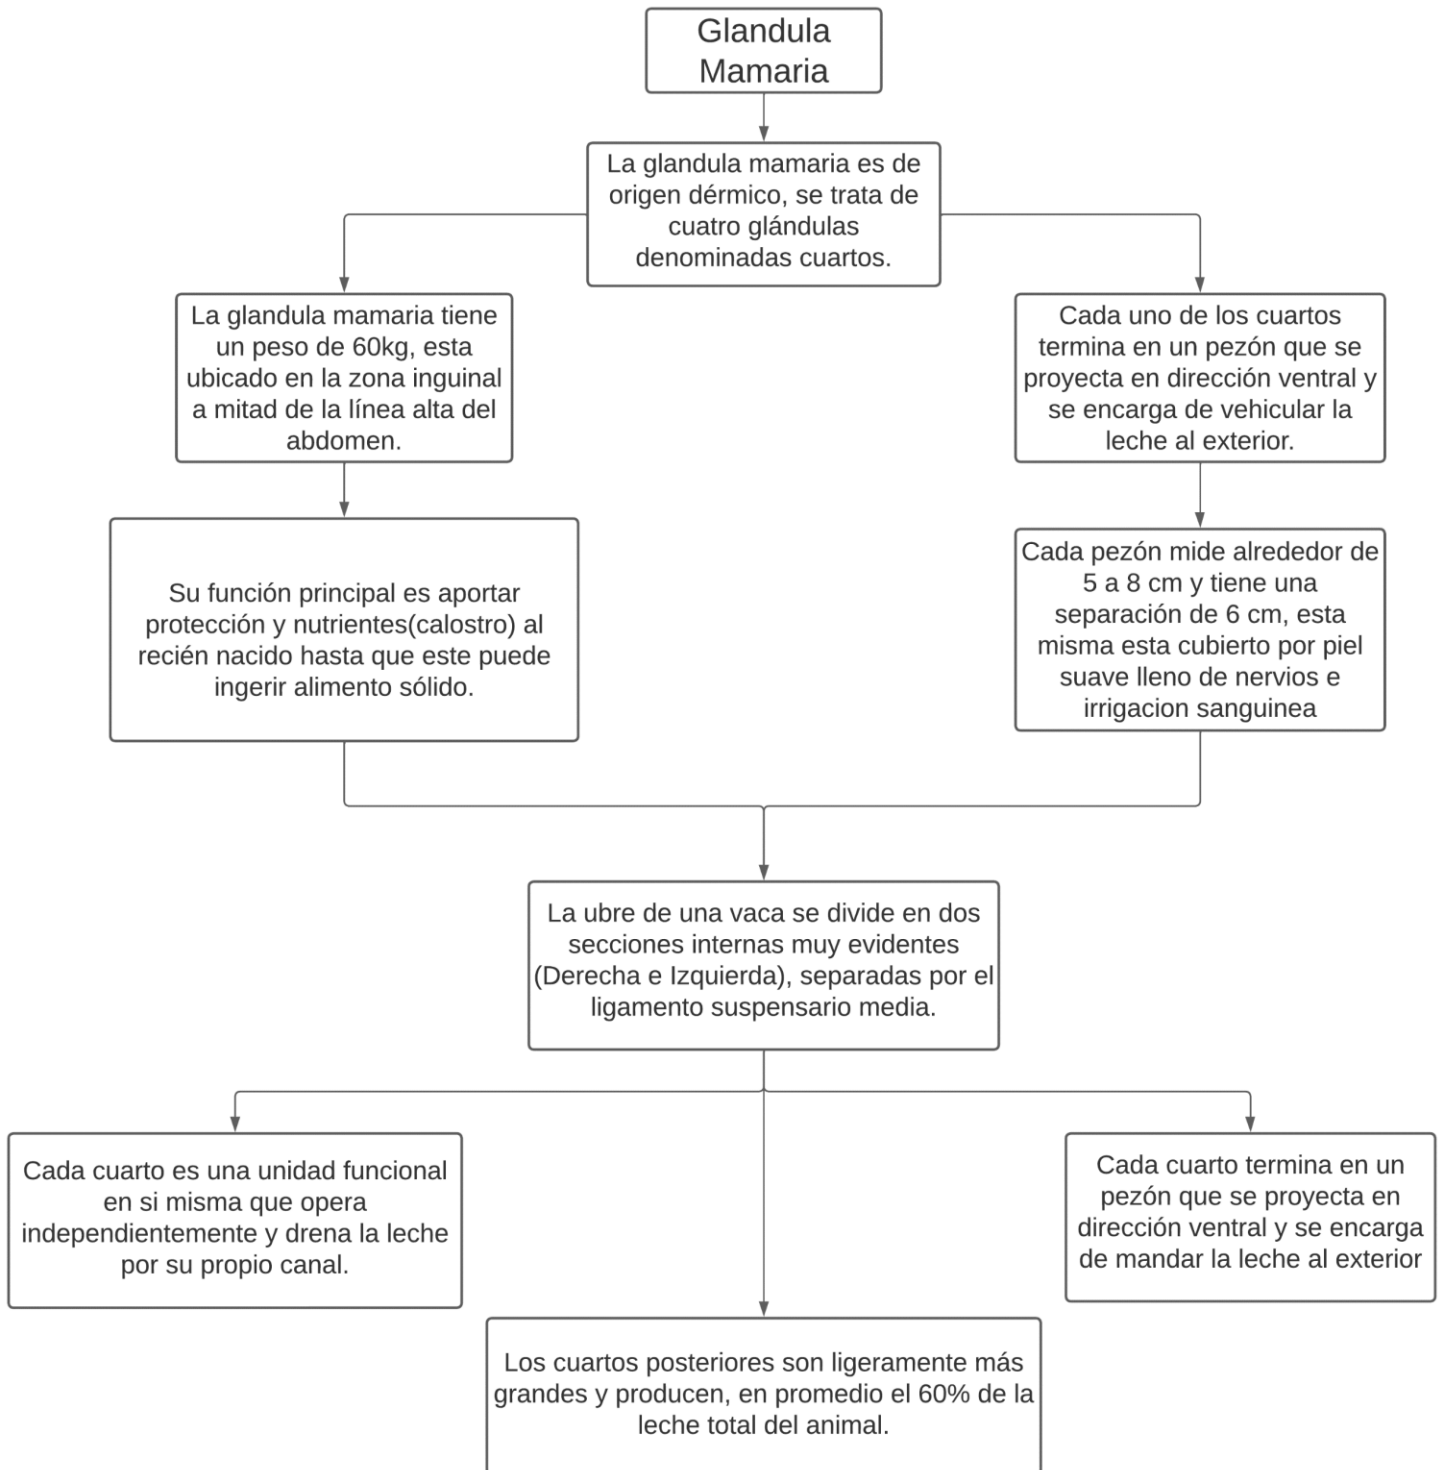 Glandula
Mamaria
La glandula mamaria es de
origen dérmico, se trata de
cuatro glándulas
denominadas cuartos.
La glandula mamaria tiene
un peso de 60kg, esta
ubicado en la zona inguinal
a mitad de la línea alta del
abdomen.
Cada uno de los cuartos
termina en un pezón que se
proyecta en dirección ventral y
se encarga de vehicular la
leche al exterior.
Su función principal es aportar
protección y nutrientes(calostro) al
recién nacido hasta que este puede
ingerir alimento sólido.
Cada pezón mide alrededor de
5 a 8 cm y tiene una
separación de 6 cm, esta
misma esta cubierto por piel
suave lleno de nervios e
irrigacion sanguinea
La ubre de una vaca se divide en dos
secciones internas muy evidentes
(Derecha e Izquierda), separadas por el
ligamento suspensario media.
Cada cuarto es una unidad funcional
en si misma que opera
independientemente y drena la leche
por su propio canal.
Cada cuarto termina en un
pezón que se proyecta en
dirección ventral y se encarga
de mandar la leche al exterior
Los cuartos posteriores son ligeramente más
grandes y producen, en promedio el 60% de la
leche total del animal.